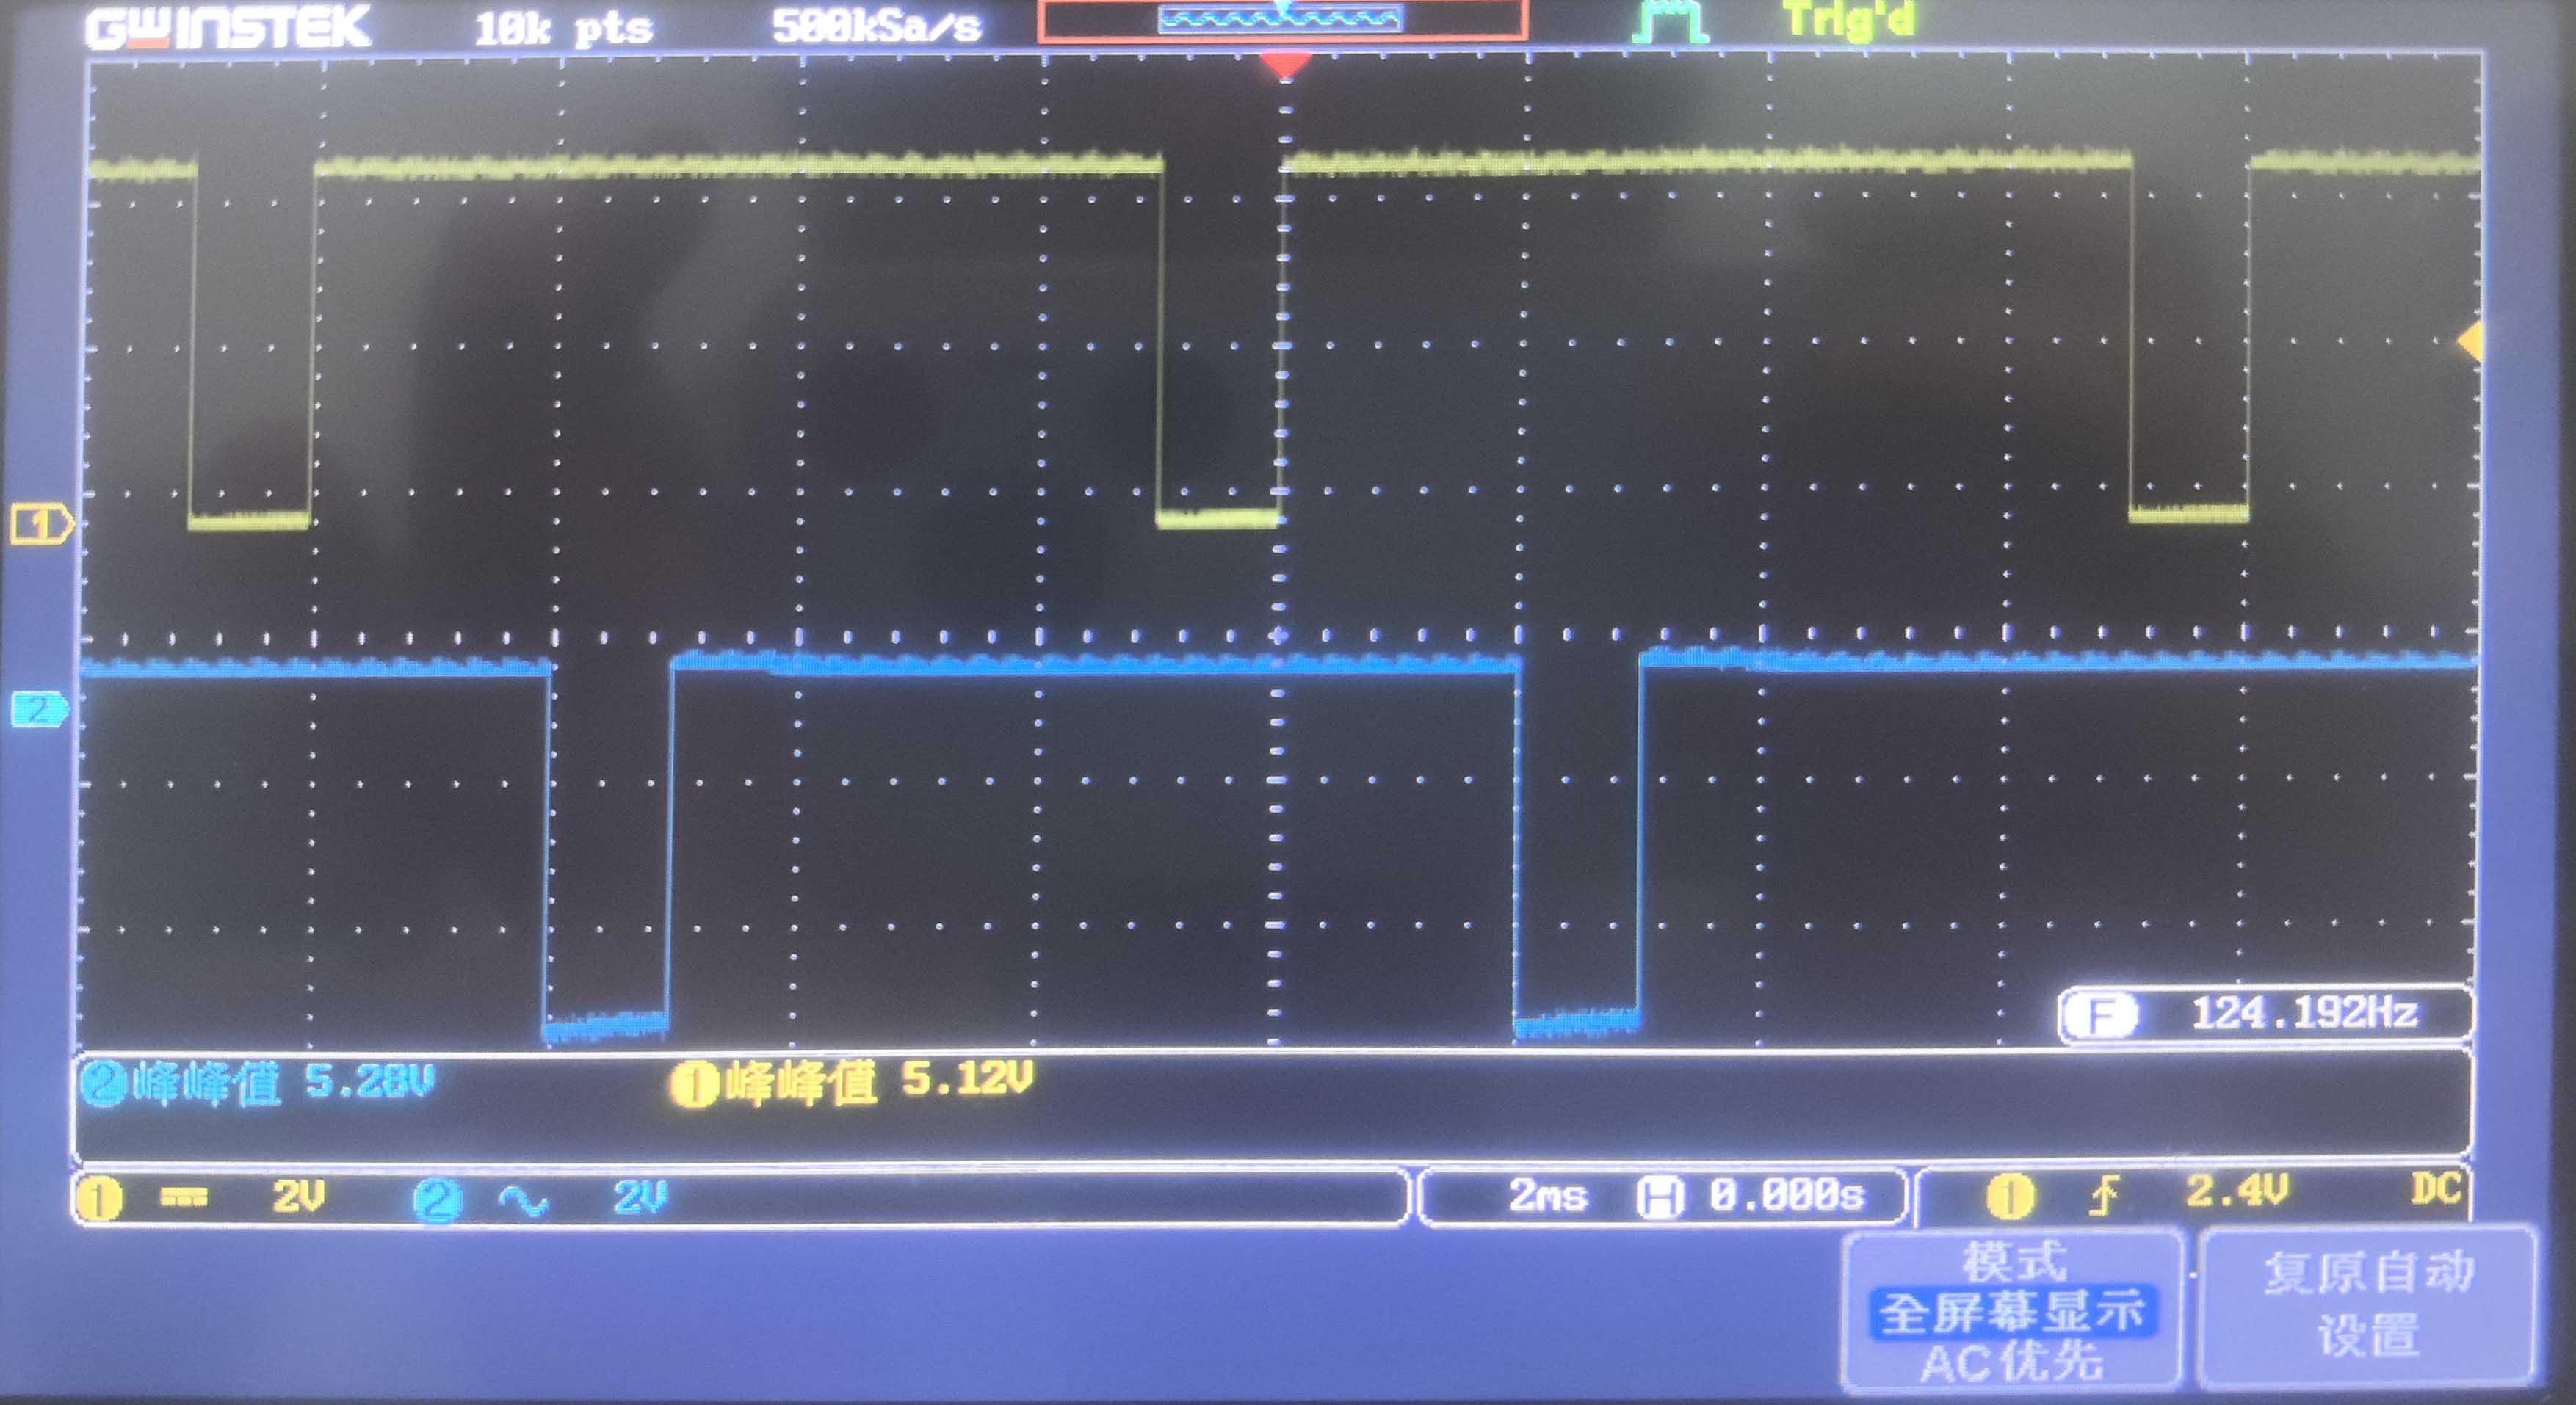 GWINSTEK 10k pts 500kSa/s Trig'd
1
2
F 124.192Hz
2 峰峰值 5.28V 1 峰峰值 5.12V
1 2V 2 2V 2ms H 0.000s 1 2.4V DC
模式
全屏幕显示
AC优先
复原自动
设置